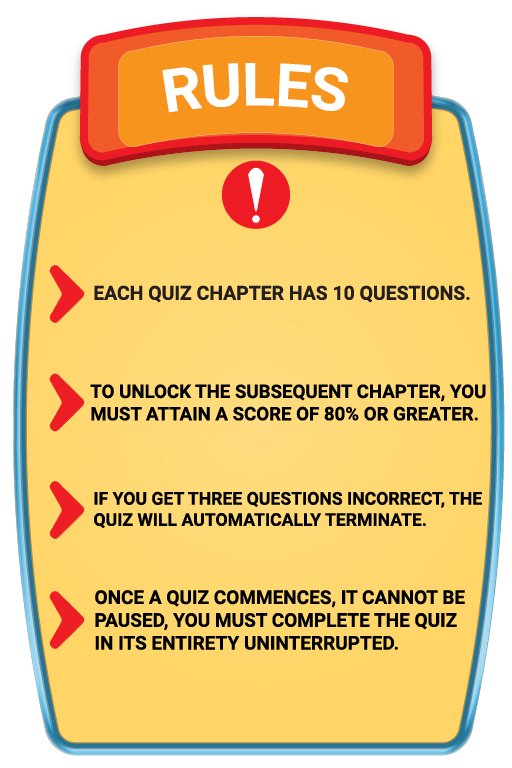 RULES
!
EACH QUIZ CHAPTER HAS 10 QUESTIONS.
TO UNLOCK THE SUBSEQUENT CHAPTER, YOU
MUST ATTAIN A SCORE OF 80% OR GREATER.
IF YOU GET THREE QUESTIONS INCORRECT, THE
QUIZ WILL AUTOMATICALLY TERMINATE.
ONCE A QUIZ COMMENCES, IT CANNOT BE
PAUSED, YOU MUST COMPLETE THE QUIZ
IN ITS ENTIRETY UNINTERRUPTED.